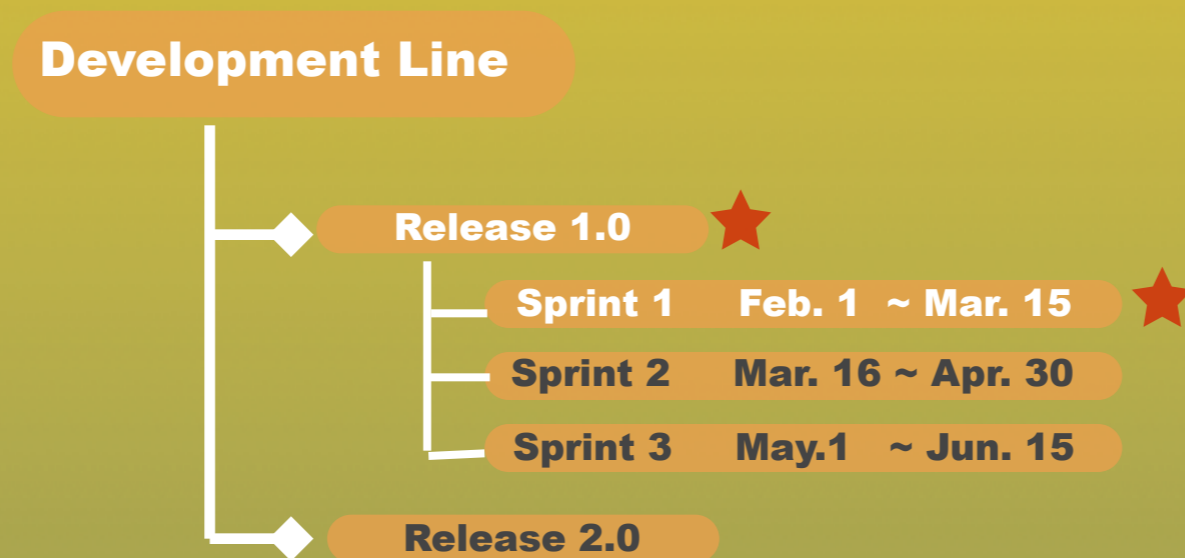 Development Line
Release 1.0
Sprint 1 Feb. 1 ~ Mar. 15
Sprint 2 Mar. 16 ~ Apr. 30
Sprint 3 May.1 ~ Jun. 15
Release 2.0